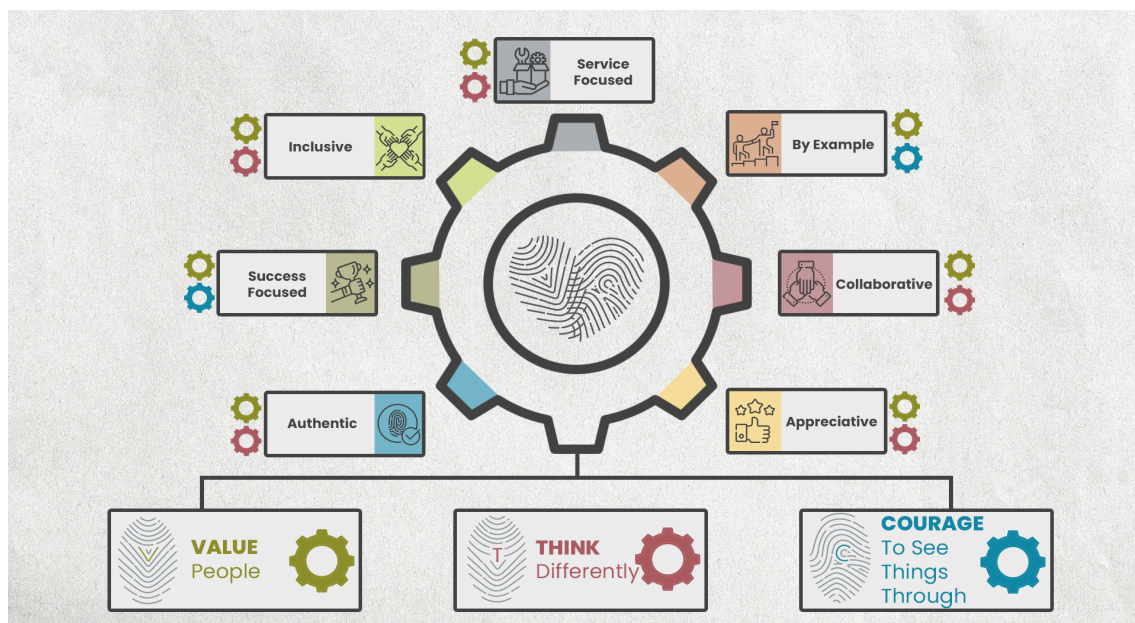 Service
Focused
Inclusive
By Example
Success
Focused
Collaborative
Authentic
Appreciative
V
VALUE
People
T
THINK
Differently
C
COURAGE
To See
Things
Through